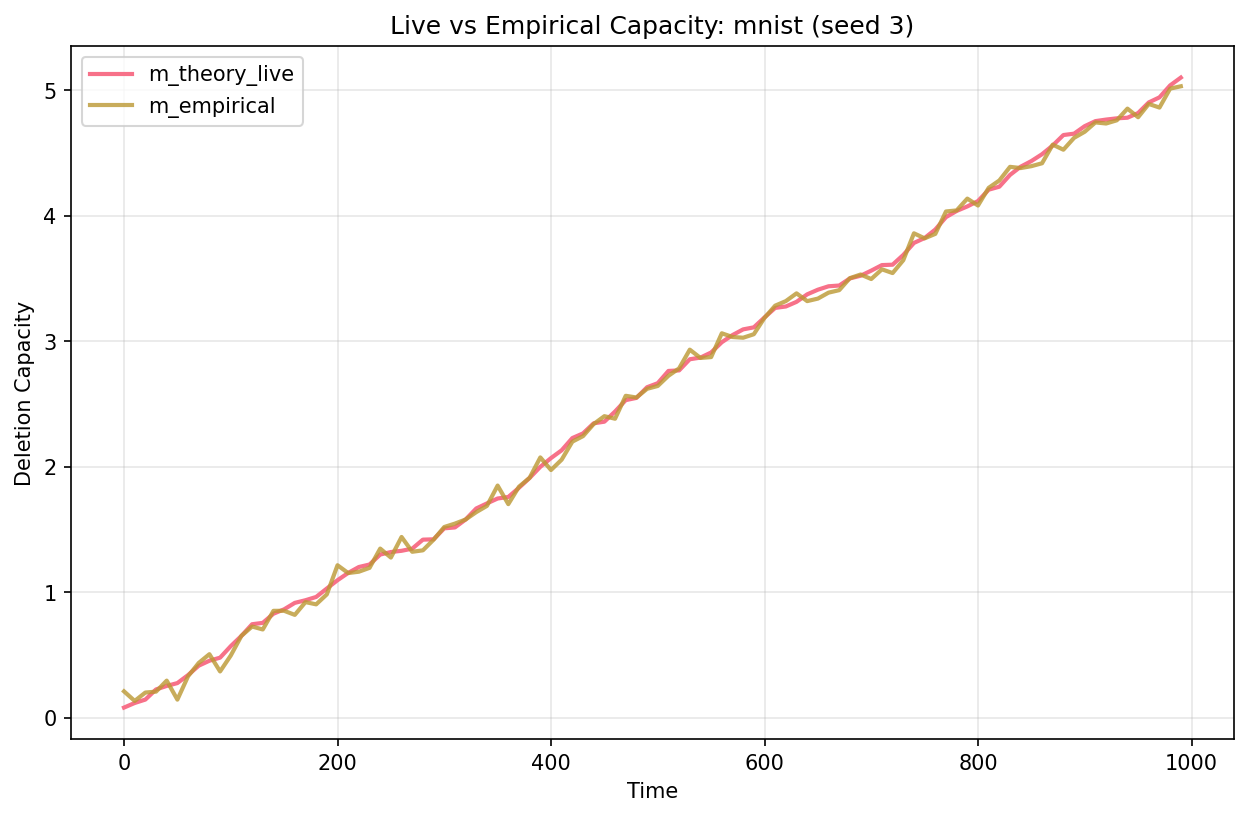 Live vs Empirical Capacity: mnist (seed 3)
m_theory_live
m_empirical
Deletion Capacity
5
4
3
2
1
0
0 200 400 600 800 1000
Time